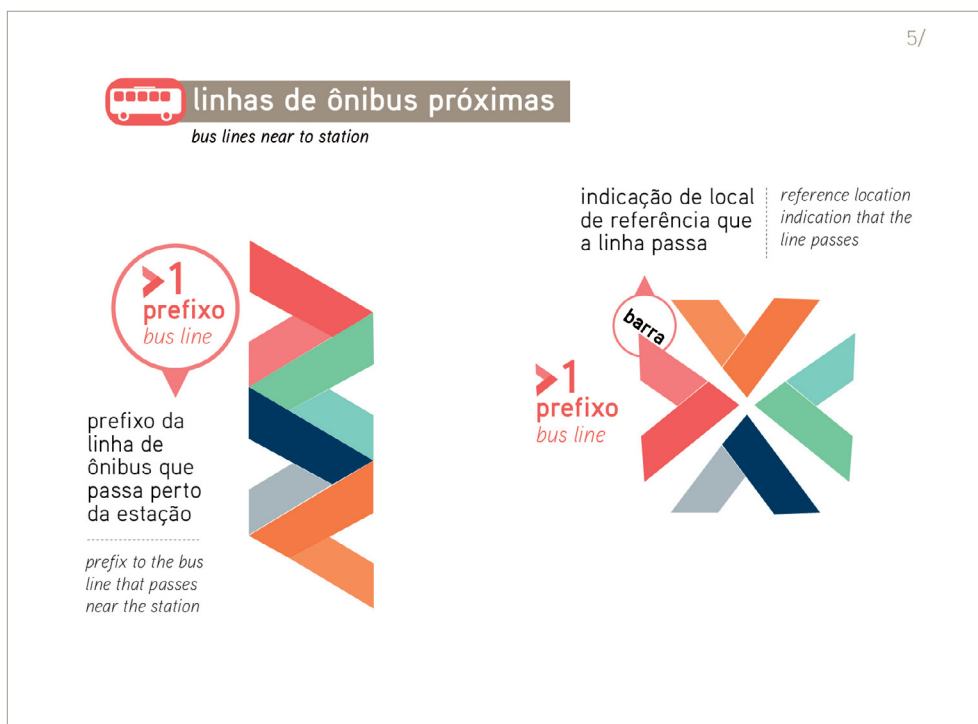 5/
linhas de ônibus próximas
bus lines near to station
>1
prefixo
bus line
prefixo da
linha de
ônibus que
passa perto
da estação
prefix to the bus
line that passes
near the station
indicação de local
de referência que
a linha passa
reference location
indication that the
line passes
barra
>1
prefixo
bus line